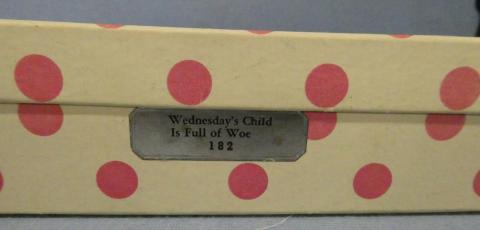 Wednesday's Child
Is Full of Woe
182